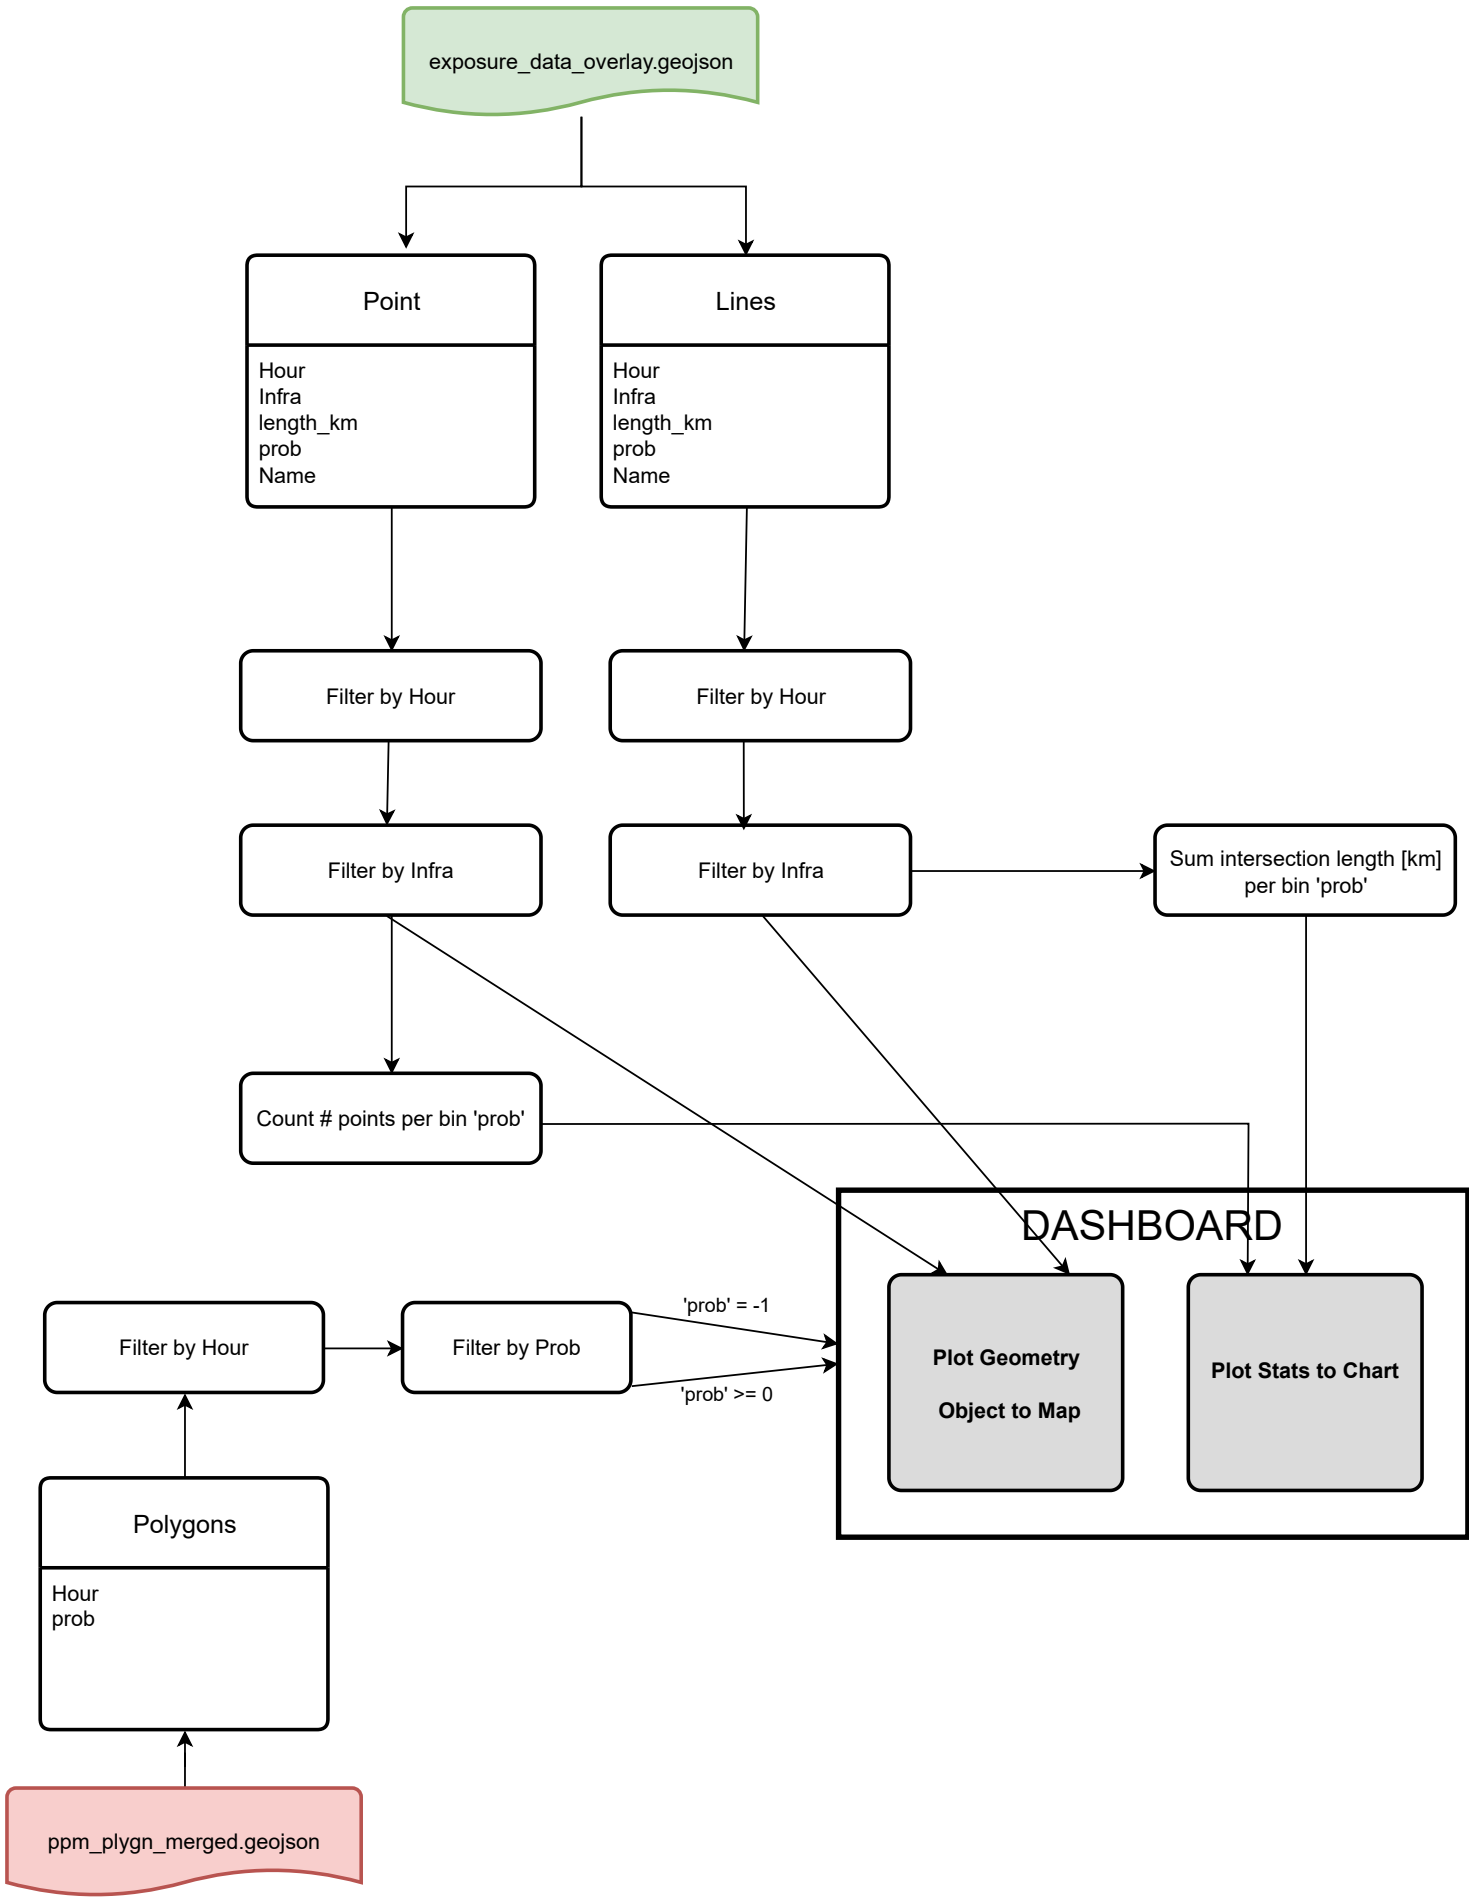 exposure_data_overlay.geojson
Point
Hour
Infra
length_km
prob
Name
Lines
Hour
Infra
length_km
prob
Name
Filter by Hour
Filter by Hour
Filter by Infra
Filter by Infra
Sum intersection length [km]
per bin 'prob'
Count # points per bin 'prob'
DASHBOARD
Plot Geometry
Object to Map
Plot Stats to Chart
Filter by Hour
Filter by Prob
'prob' = -1
'prob' >= 0
Polygons
Hour
prob
ppm_plygn_merged.geojson